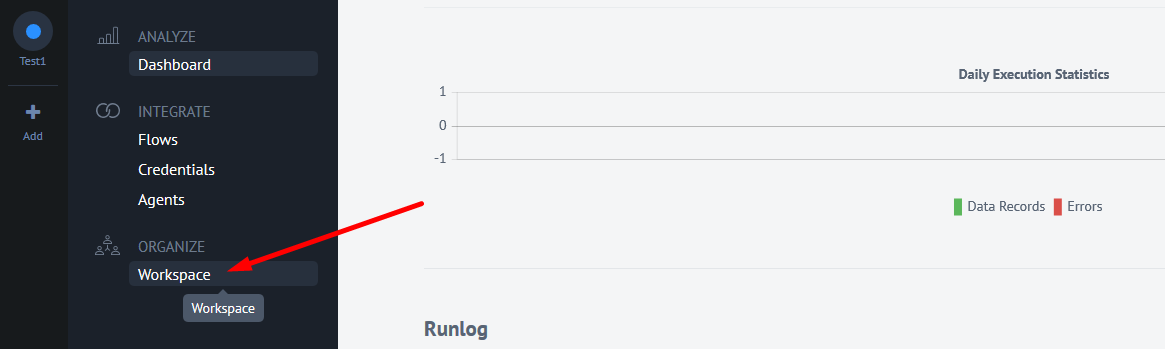 Test1
Add
ANALYZE
Dashboard
INTEGRATE
Flows
Credentials
Agents
ORGANIZE
Workspace
Workspace
Daily Execution Statistics
1
0
-1
Data Records Errors
Runlog